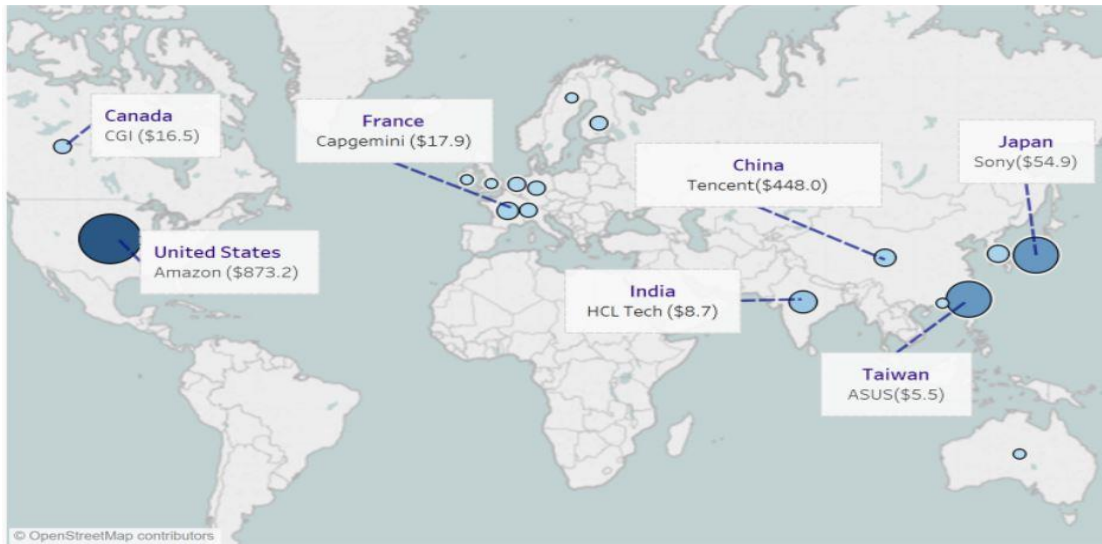 Canada
CGI ($16.5)
France
Capgemini ($17.9)
China
Tencent($448.0)
Japan
Sony($54.9)
United States
Amazon ($873.2)
India
HCL Tech ($8.7)
Taiwan
ASUS($5.5)
© OpenStreetMap contributors